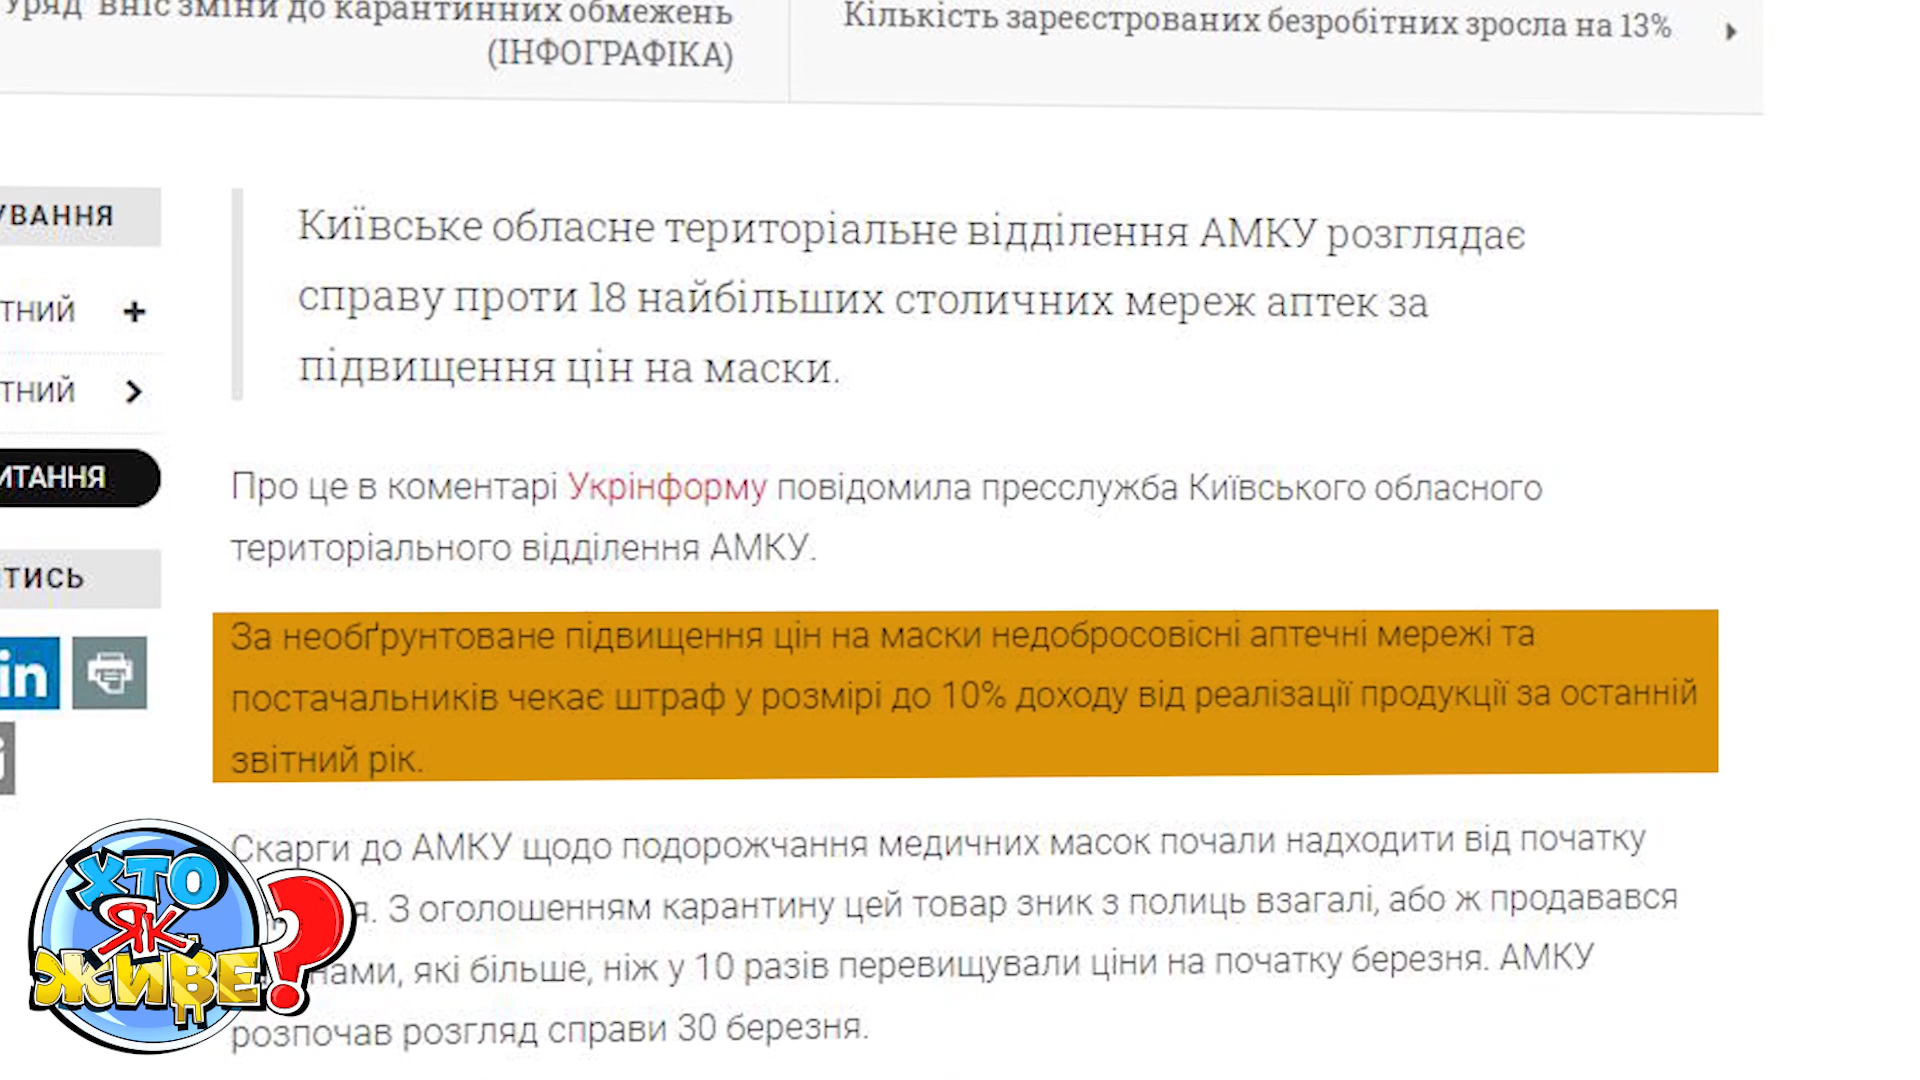 Уряд вніс зміни до карантинних обмежень
(ІНФОГРАФІКА)
Кількість зареєстрованих безробітних зросла на 13%
УВАННЯ
тний +
тний
ИТАННЯ
ТИСЬ
in
Київське обласне територіальне відділення АМКУ розглядає
справу проти 18 найбільших столичних мереж аптек за
підвищення цін на маски.
Про це в коментарі Укрінформу повідомила пресслужба Київського обласного
територіального відділення АМКУ.
За необґрунтоване підвищення цін на маски недобросовісні аптечні мережі та
постачальників чекає штраф у розмірі до 10% доходу від реалізації продукції за останній
звітний рік.
Скарги до АМКУ щодо подорожчання медичних масок почали надходити від початку
я. З оголошенням карантину цей товар зник з полиць взагалі, або ж продавався
нами, які більше, ніж у 10 разів перевищували ціни на початку березня. АМКУ
розпочав розгляд справи 30 березня.
ХТО
ЯК
ЖИВЕ?